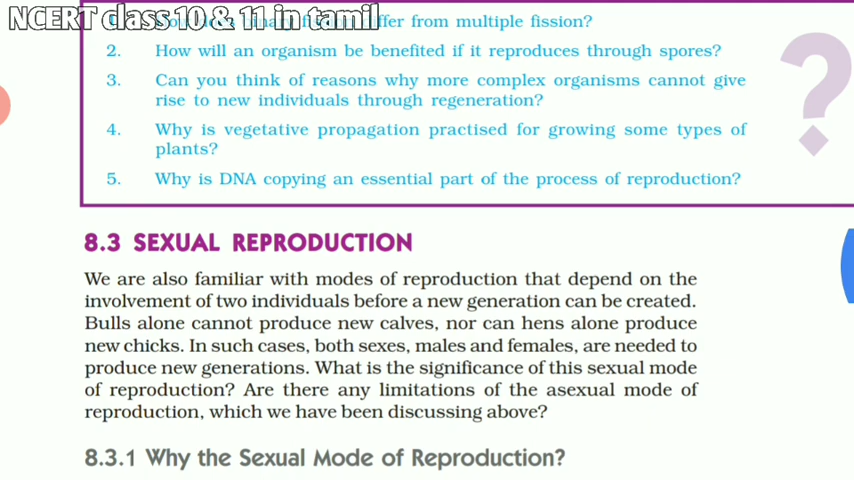 NCERT class 10 & 11 in tamil
1. differ from multiple fission?
2. How will an organism be benefited if it reproduces through spores?
3. Can you think of reasons why more complex organisms cannot give
rise to new individuals through regeneration?
4. Why is vegetative propagation practised for growing some types of
plants?
5. Why is DNA copying an essential part of the process of reproduction?
?
8.3 SEXUAL REPRODUCTION
We are also familiar with modes of reproduction that depend on the
involvement of two individuals before a new generation can be created.
Bulls alone cannot produce new calves, nor can hens alone produce
new chicks. In such cases, both sexes, males and females, are needed to
produce new generations. What is the significance of this sexual mode
of reproduction? Are there any limitations of the asexual mode of
reproduction, which we have been discussing above?
8.3.1 Why the Sexual Mode of Reproduction?